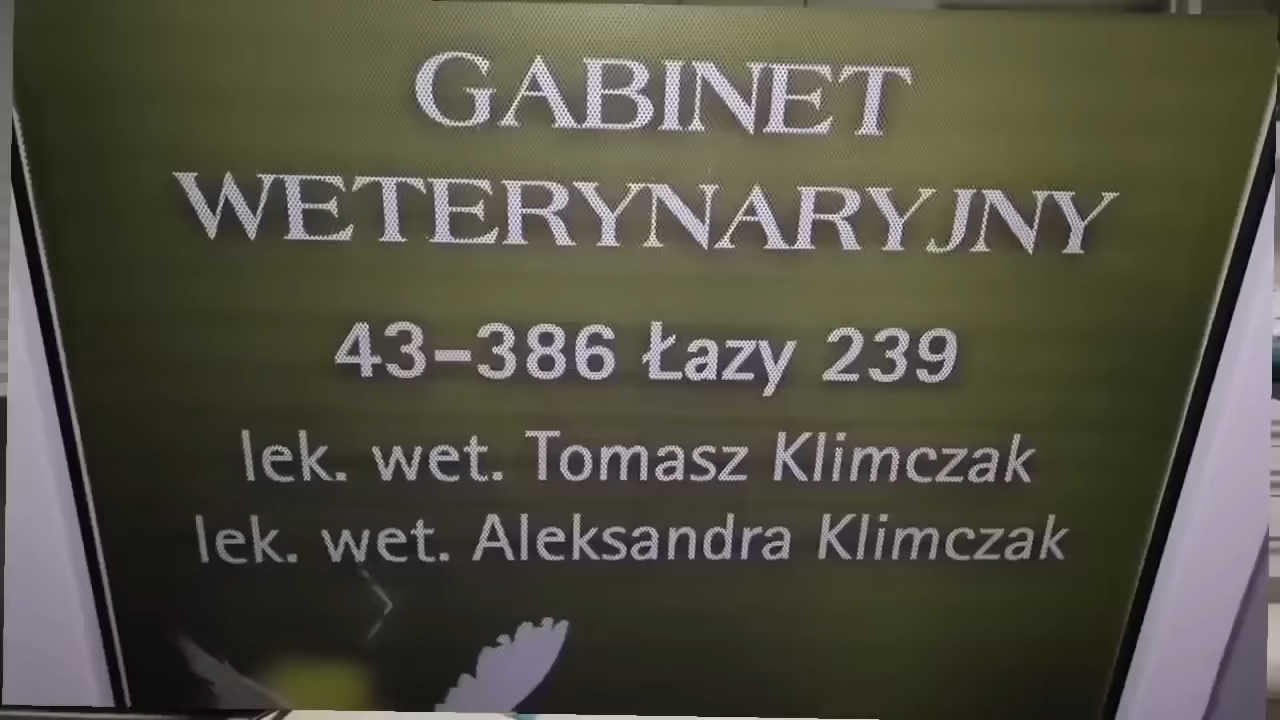 GABINET
WETERYNARYJNY
43-386 Łazy 239
lek. wet. Tomasz Klimczak
lek. wet. Aleksandra Klimczak